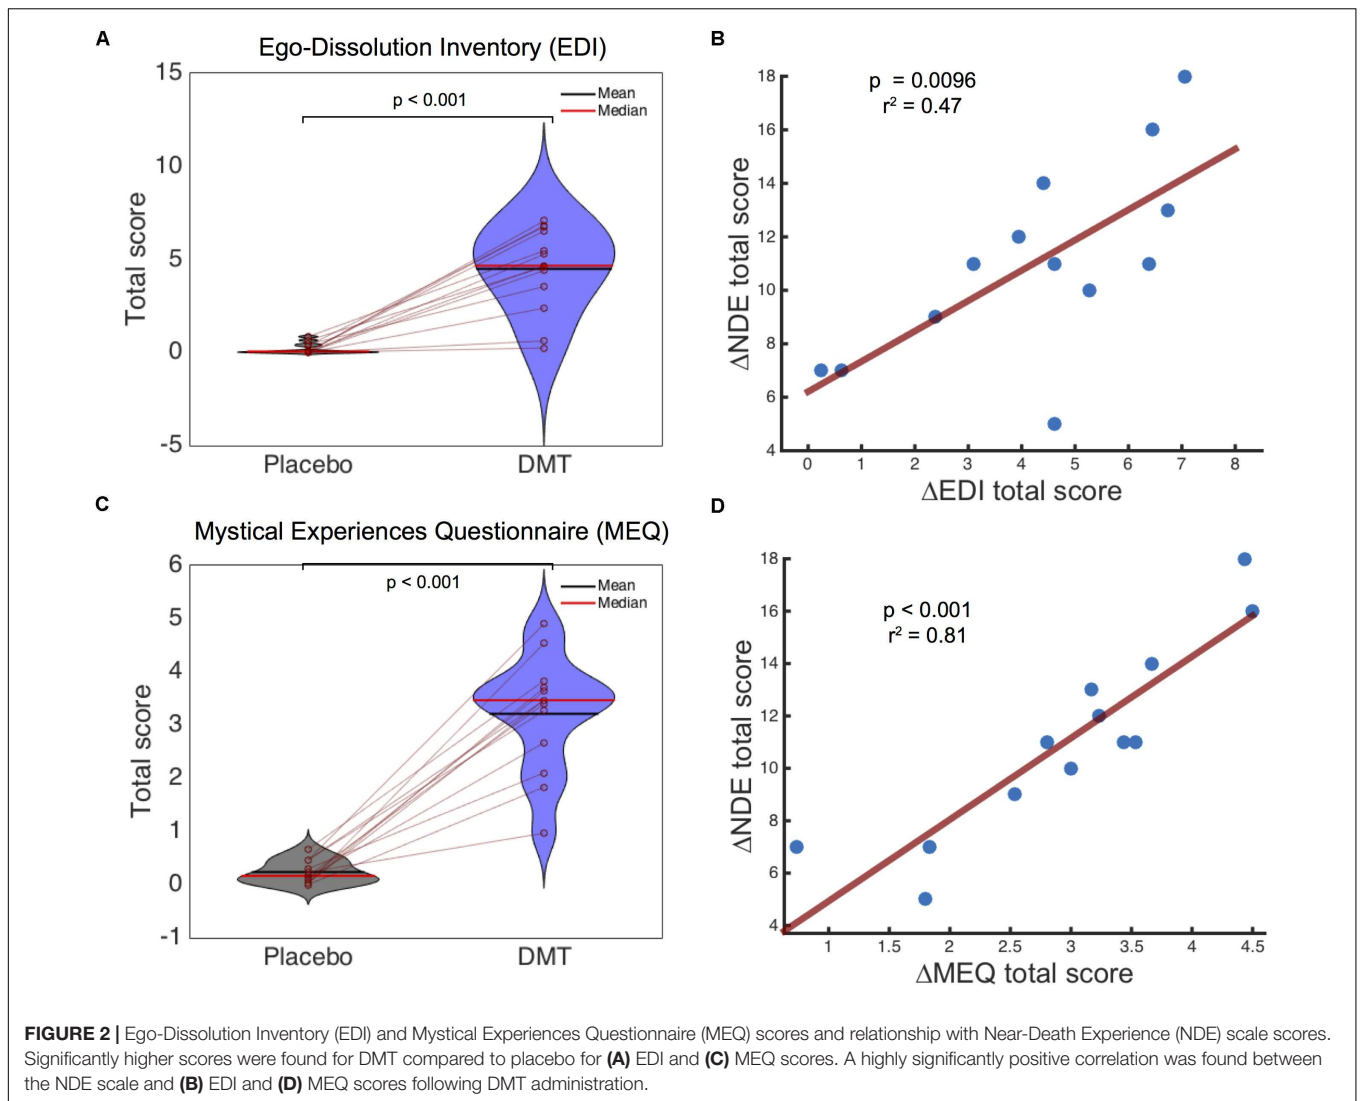 A
Ego-Dissolution Inventory (EDI)
15
10
5
0
-5
Total score
p < 0.001
Mean
Median
Placebo
DMT
B
18
16
14
12
10
8
6
4
ΔNDE total score
p = 0.0096
r² = 0.47
0 1 2 3 4 5 6 7 8
ΔEDI total score
C
Mystical Experiences Questionnaire (MEQ)
6
5
4
3
2
1
0
-1
Total score
p < 0.001
Mean
Median
Placebo
DMT
D
18
16
14
12
10
8
6
4
ΔNDE total score
p < 0.001
r² = 0.81
1 1.5 2 2.5 3 3.5 4 4.5
ΔMEQ total score
FIGURE 2 | Ego-Dissolution Inventory (EDI) and Mystical Experiences Questionnaire (MEQ) scores and relationship with Near-Death Experience (NDE) scale scores.
Significantly higher scores were found for DMT compared to placebo for (A) EDI and (C) MEQ scores. A highly significantly positive correlation was found between
the NDE scale and (B) EDI and (D) MEQ scores following DMT administration.